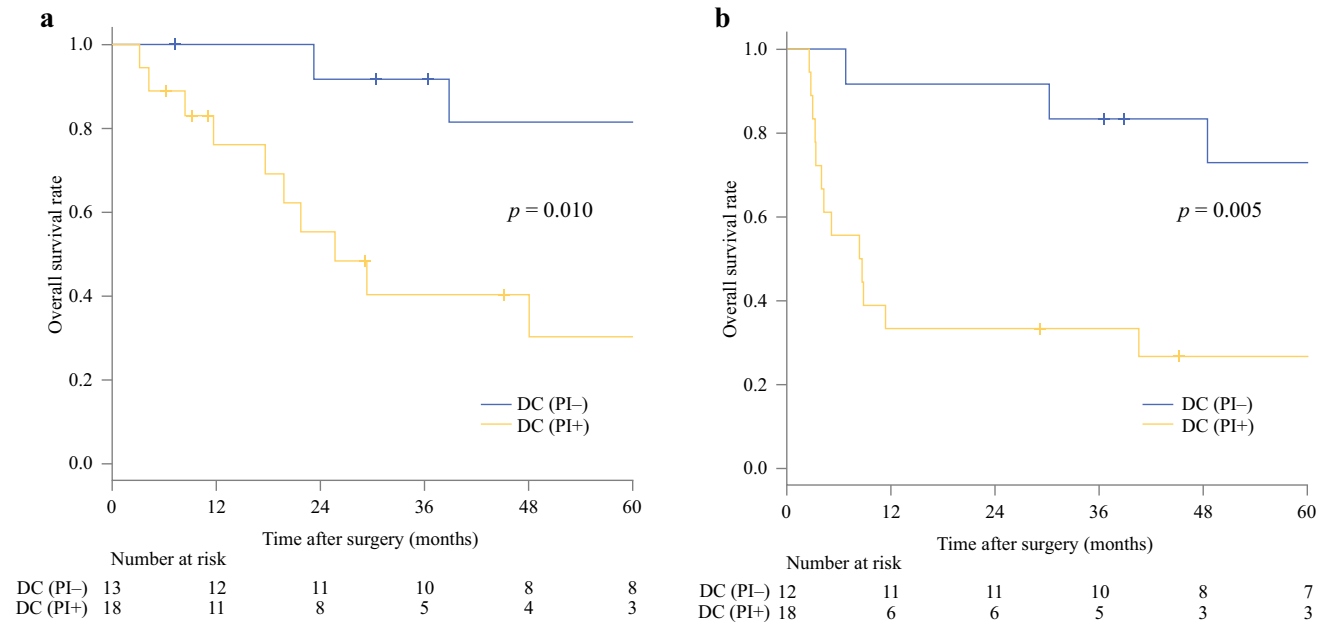 a
1.0
0.8
0.6
0.4
0.2
0.0
Overall survival rate
p = 0.010
DC (PI–)
DC (PI+)
0 12 24 36 48 60
Time after surgery (months)
Number at risk
DC (PI–) 13 12 11 10 8 8
DC (PI+) 18 11 8 5 4 3
b
1.0
0.8
0.6
0.4
0.2
0.0
Overall survival rate
p = 0.005
DC (PI–)
DC (PI+)
0 12 24 36 48 60
Time after surgery (months)
Number at risk
DC (PI–) 12 11 11 10 8 7
DC (PI+) 18 6 6 5 3 3